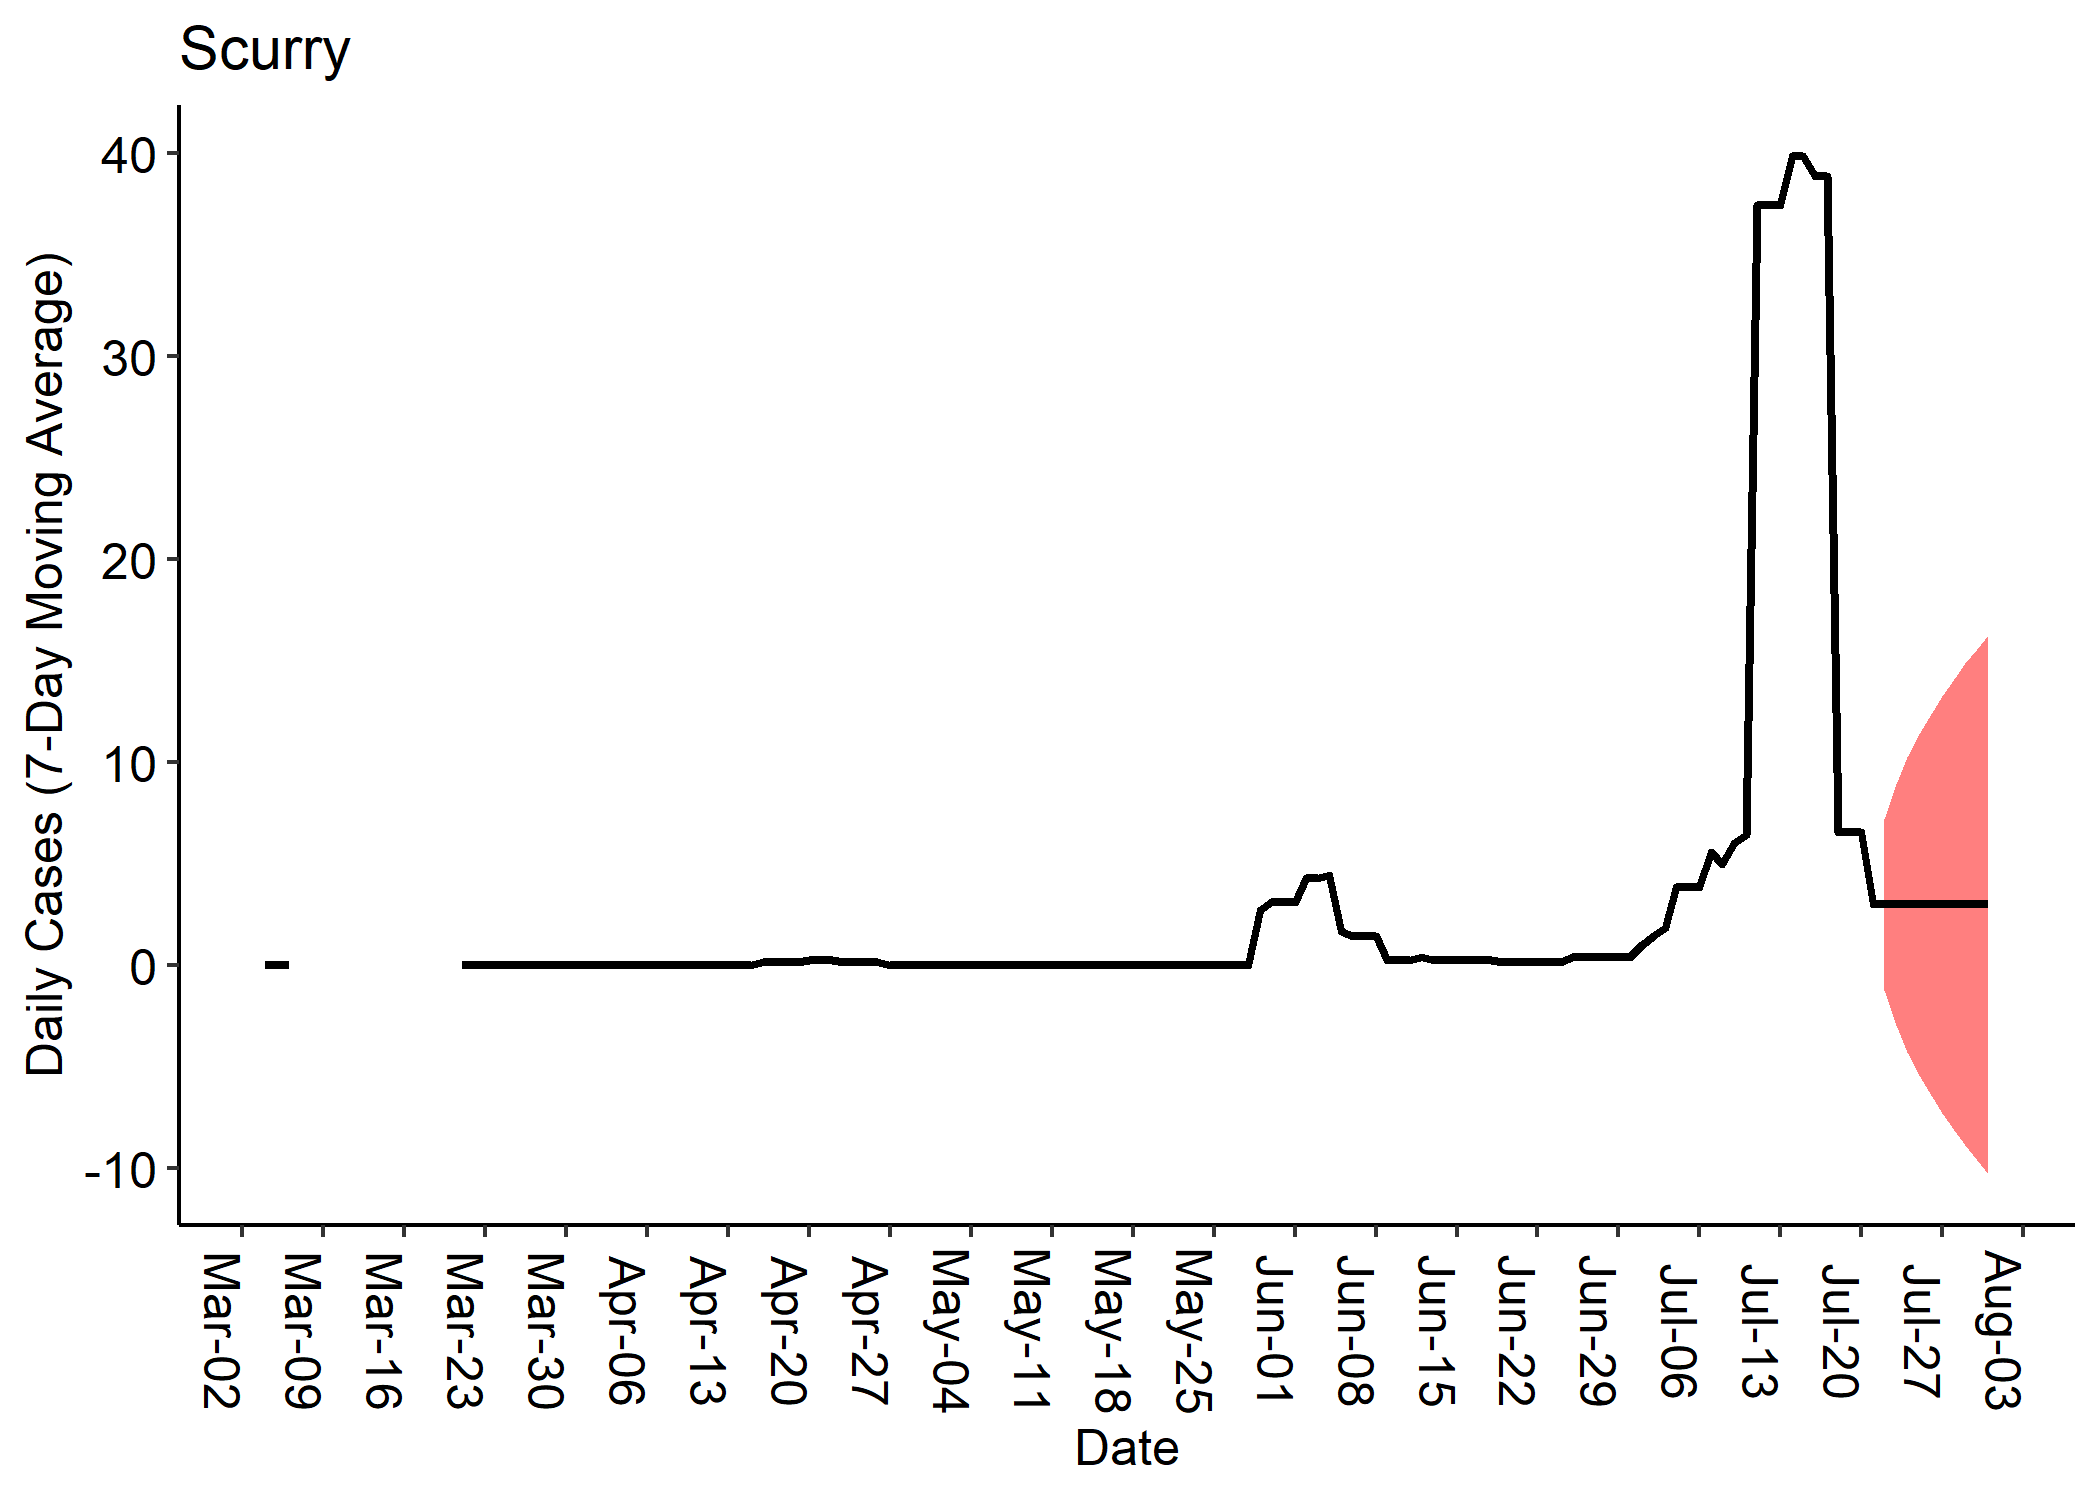 Scurry
Daily Cases (7-Day Moving Average)
40
30
20
10
0
-10
Mar-02
Mar-09
Mar-16
Mar-23
Mar-30
Apr-06
Apr-13
Apr-20
Apr-27
May-04
May-11
May-18
May-25
Jun-01
Jun-08
Jun-15
Jun-22
Jun-29
Jul-06
Jul-13
Jul-20
Jul-27
Aug-03
Date